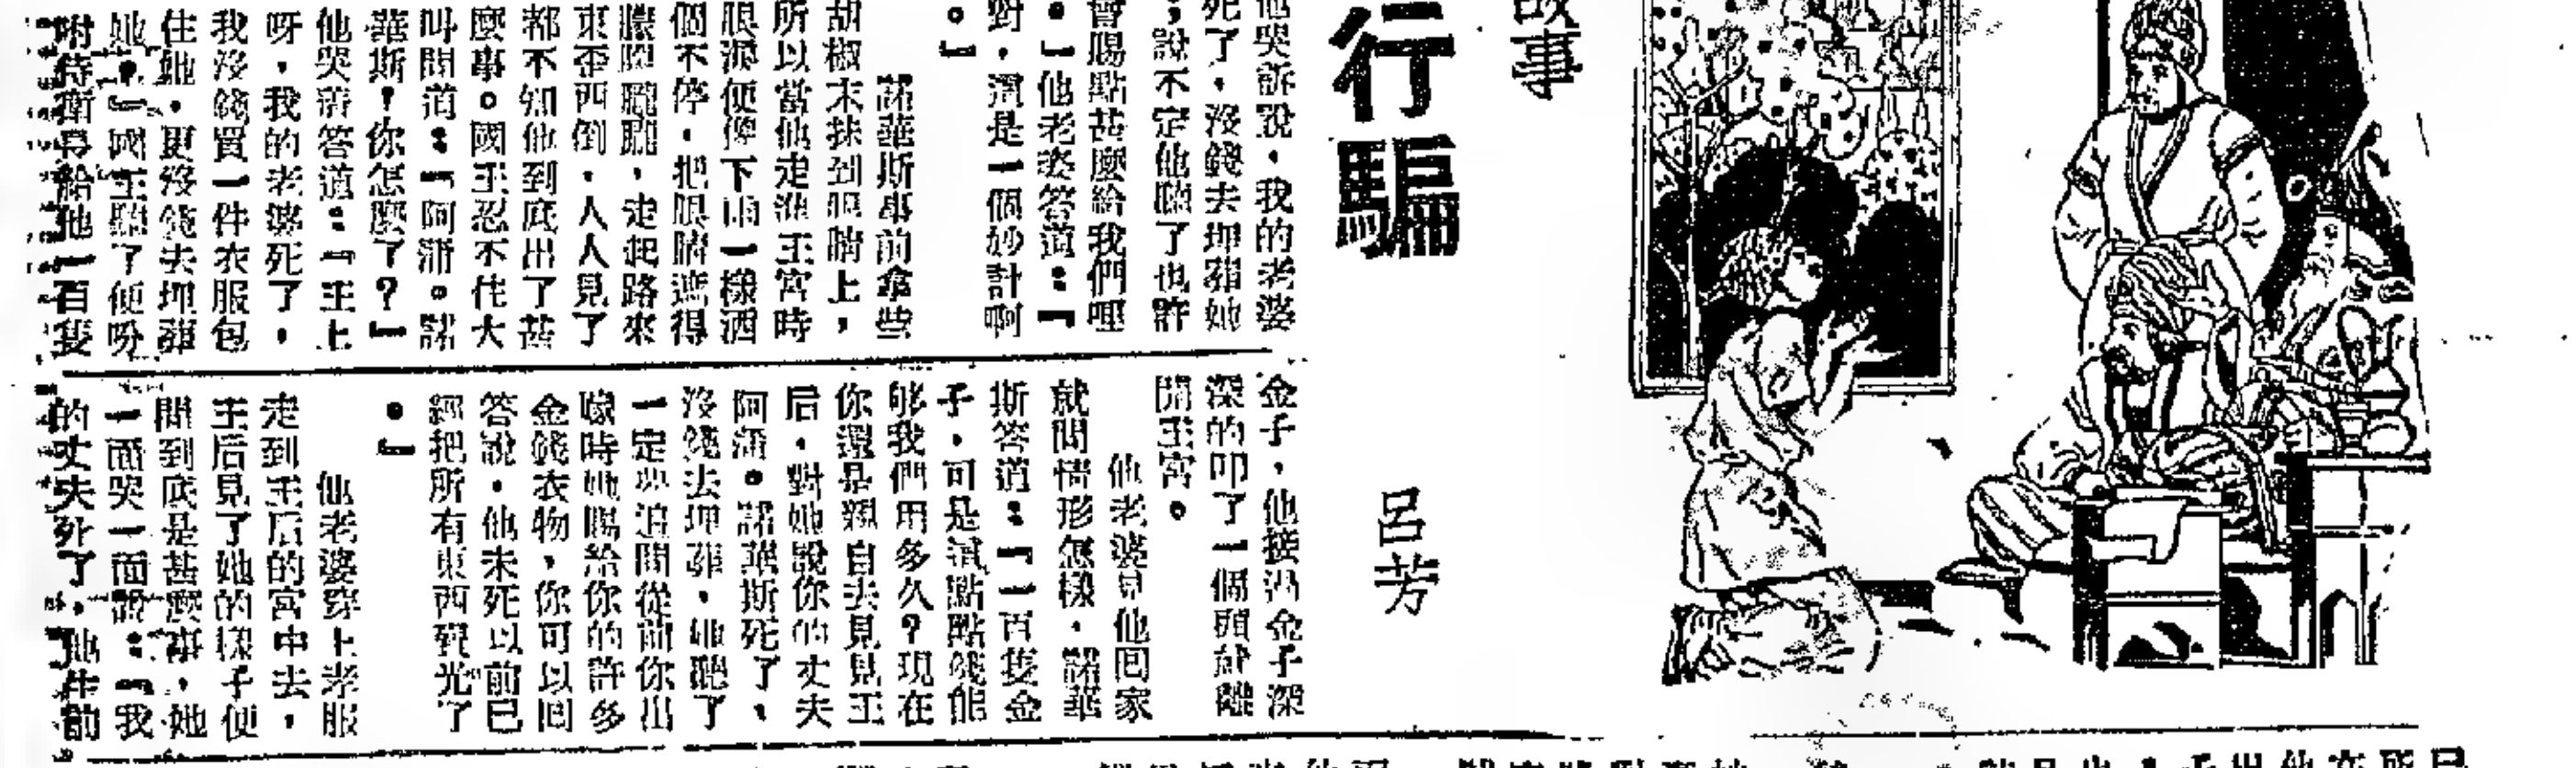 故事
行騙
呂芳
他哭訴說，我的老婆
死了，沒錢去埋葬她
；說不定他聽了也許
會賜點甚麼給我們哩
。」他老婆答道：「
對，還是一個妙計啊
。」
諾華斯事前拿些
胡椒末抹到眼睛上，
所以當他走進王宮時
眼淚便像下雨一樣洒
個不停，把眼睛遮得
朦朦朧朧，走起路來
東歪西倒，人人見了
都不知他到底出了甚
麼事。國王忍不住大
叫問道：「阿潘。諾
華斯！你怎麼了？」
他哭著答道：「王上
呀，我的老婆死了，
我沒錢買一件衣服包
住她，更沒錢去埋葬
她。」國王聽了便吩
咐侍衛尋給他一百隻
金子，他接過金子深
深的叩了一個頭就離
開王宮。
他老婆見他回家
就問情形怎樣，諾華
斯答道：「一百隻金
子，可是這點點錢能
够我們用多久？現在
你還是親自去見見王
后，對她說你的丈夫
阿潘。諾華斯死了，
沒錢去埋葬，她聽了
一定要追問從前你出
嫁時她賜給你的許多
金錢衣物，你可以回
答說，他未死以前已
經把所有東西賣光了
。」
他老婆穿上孝服
走到王后的宮中去，
王后見了她的樣子便
問到底是甚麼事，她
一面哭一面說：「我
的丈夫死了，他生前